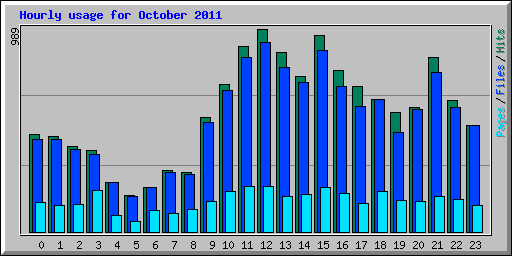 Hourly usage for October 2011
989
Pages/Files/Hits
0 1 2 3 4 5 6 7 8 9 10 11 12 13 14 15 16 17 18 19 20 21 22 23